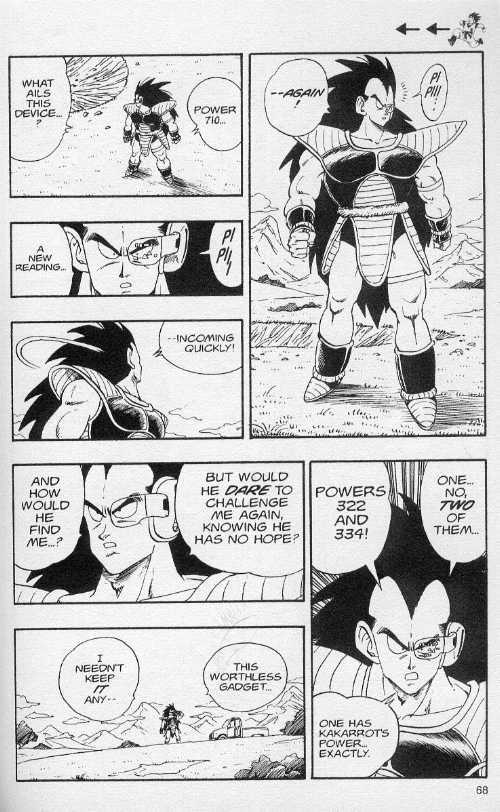 PI
PI!!
--AGAIN
!
POWER
710...
WHAT
AILS
THIS
DEVICE...
?
PI
PI!!
A
NEW
READING...
--INCOMING
QUICKLY!
ONE...
NO,
TWO
OF
THEM...
POWERS
322
AND
334!
ONE HAS
KAKARROT'S
POWER...
EXACTLY.
BUT WOULD
HE DARE TO
CHALLENGE
ME AGAIN,
KNOWING HE
HAS NO HOPE?
AND
HOW
WOULD
HE
FIND
ME...?
THIS
WORTHLESS
GADGET...
I
NEEDN'T
KEEP
IT
ANY--
68